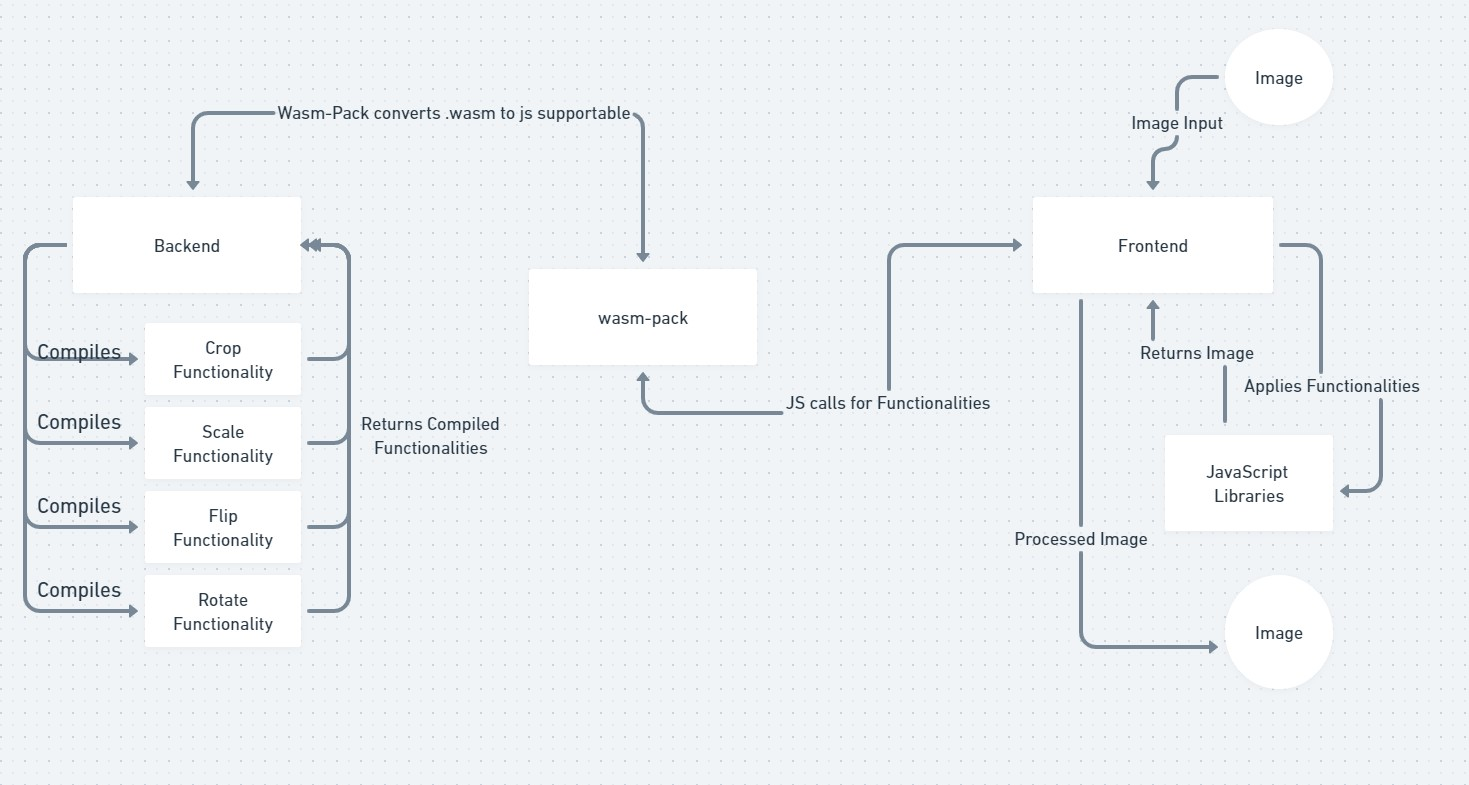 Image
Wasm-Pack converts .wasm to js supportable
Image Input
Backend
Frontend
wasm-pack
Compiles
Crop
Functionality
Returns Image
Applies Functionalities
JS calls for Functionalities
Compiles
Scale
Functionality
Returns Compiled
Functionalities
JavaScript
Libraries
Compiles
Flip
Functionality
Processed Image
Compiles
Rotate
Functionality
Image